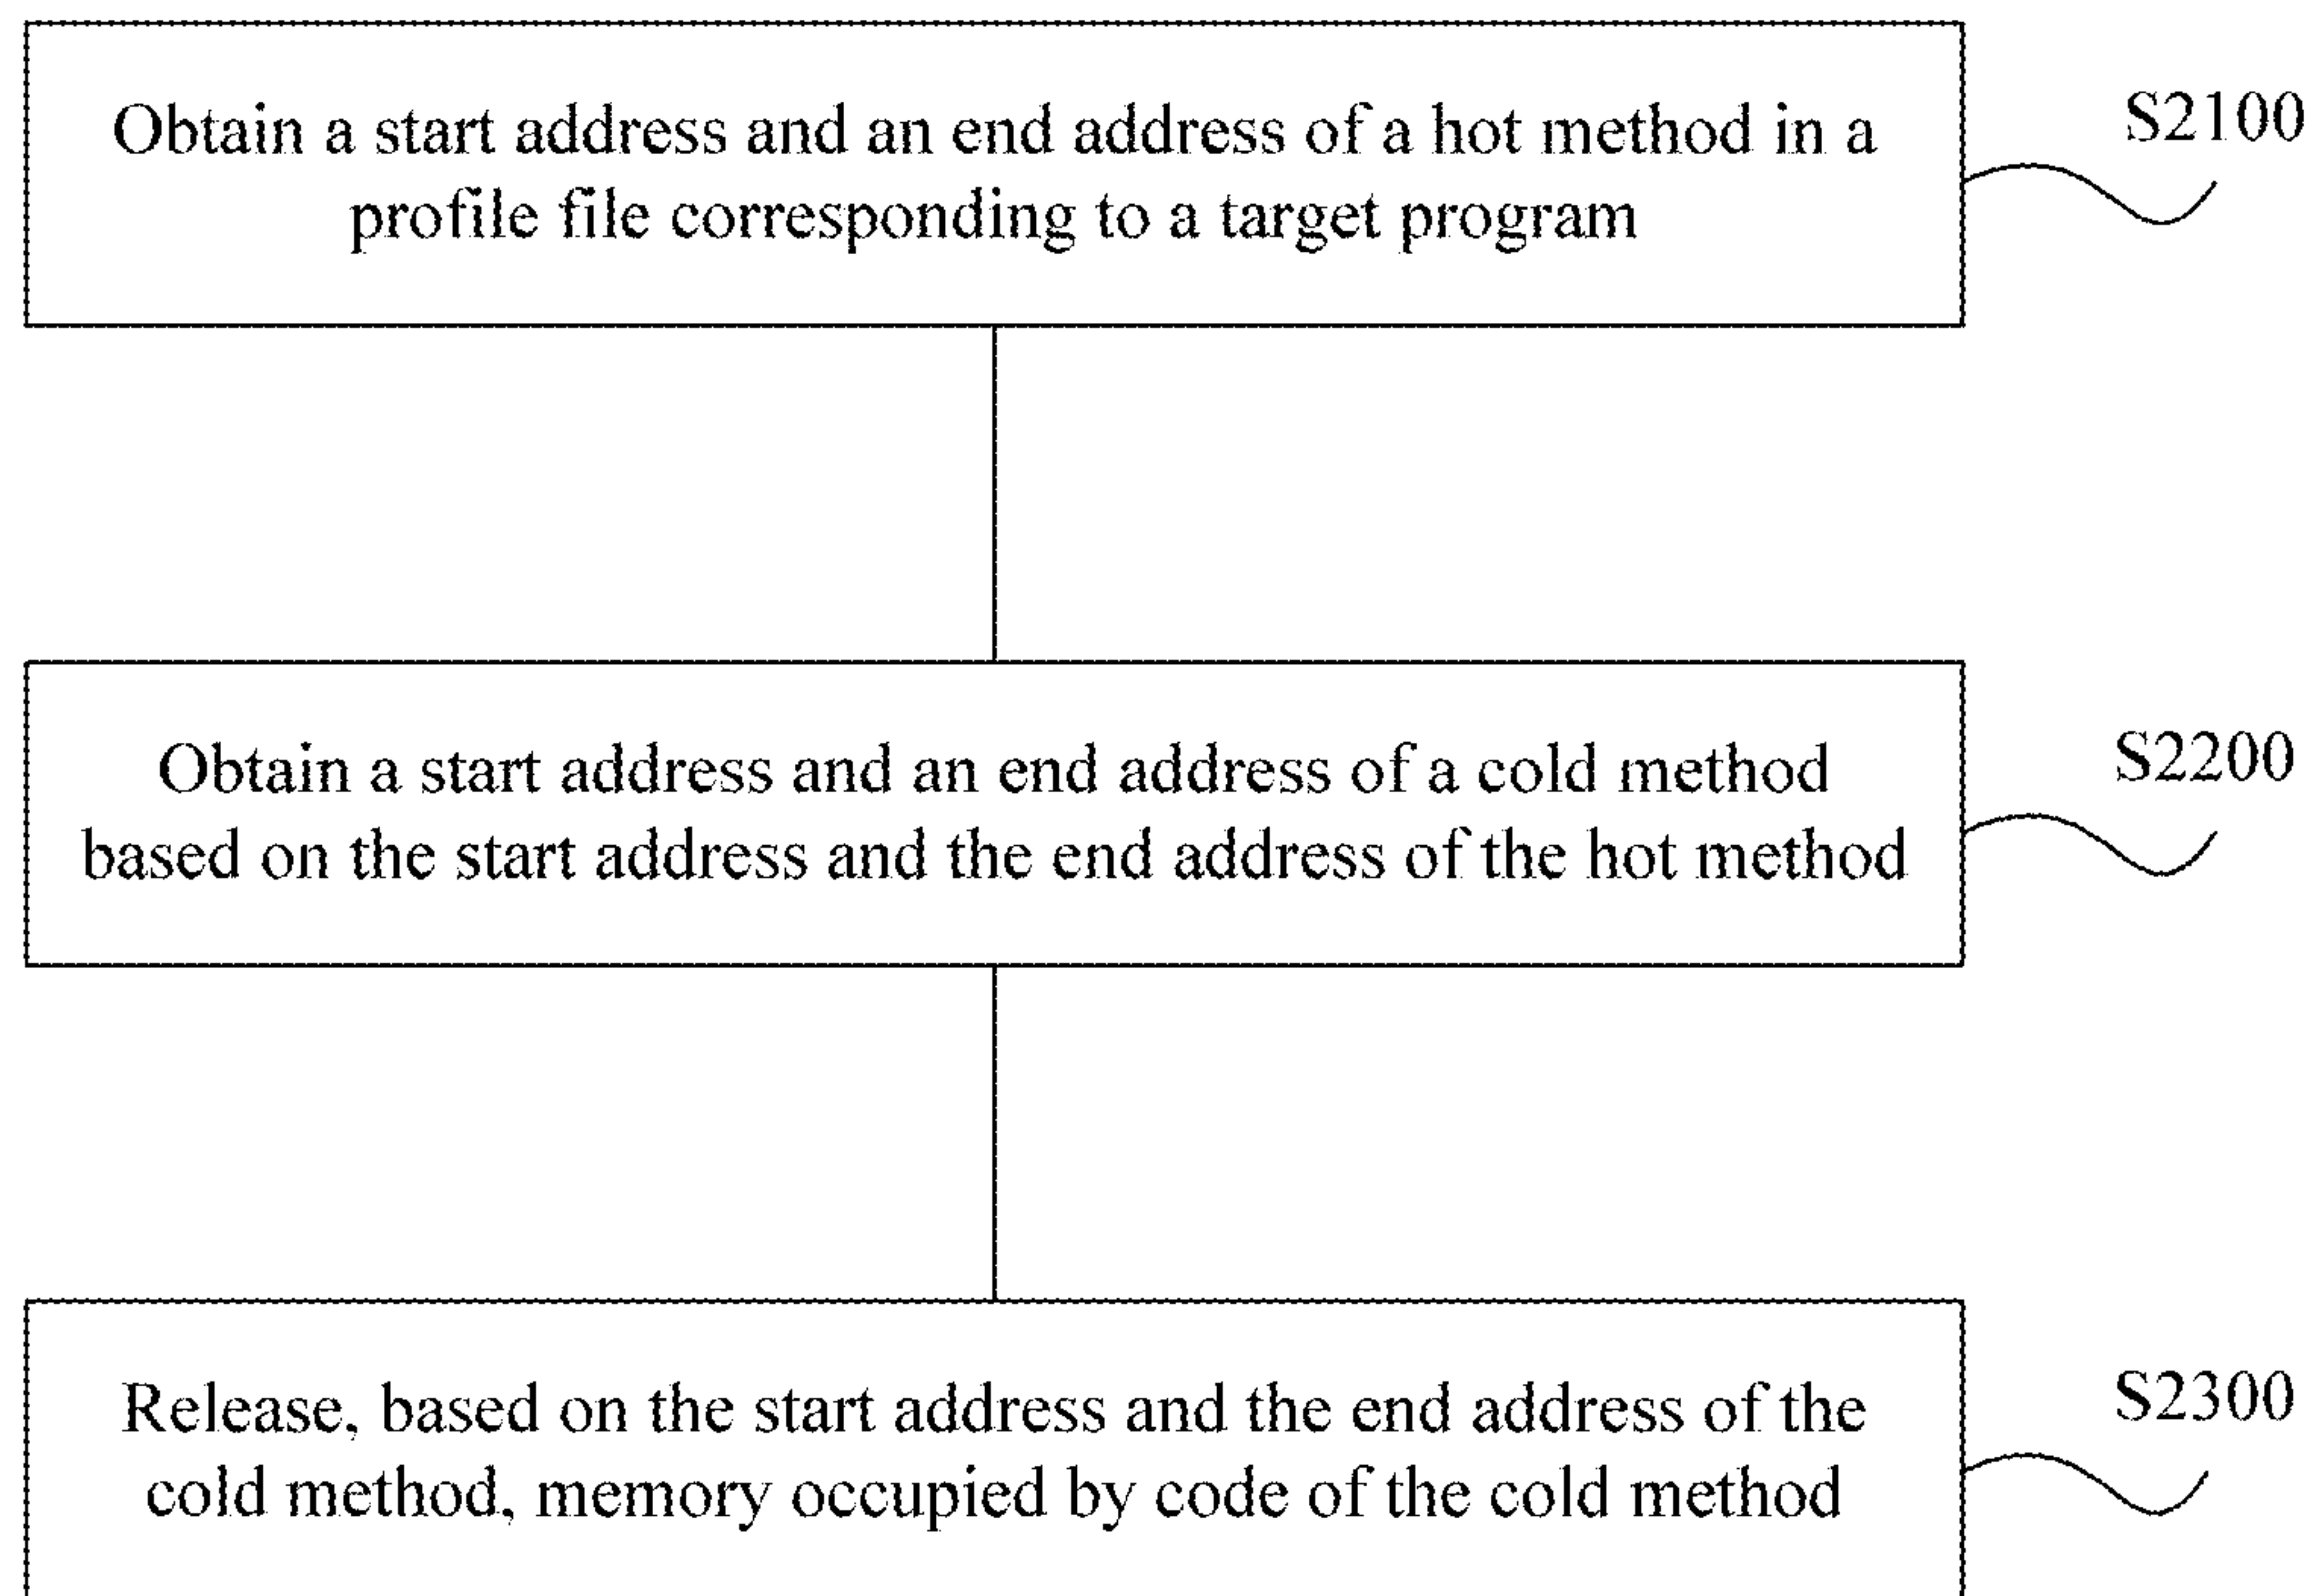 Obtain a start address and an end address of a hot method in a
profile file corresponding to a target program
S2100
Obtain a start address and an end address of a cold method
based on the start address and the end address of the hot method
S2200
Release, based on the start address and the end address of the
cold method, memory occupied by code of the cold method
S2300